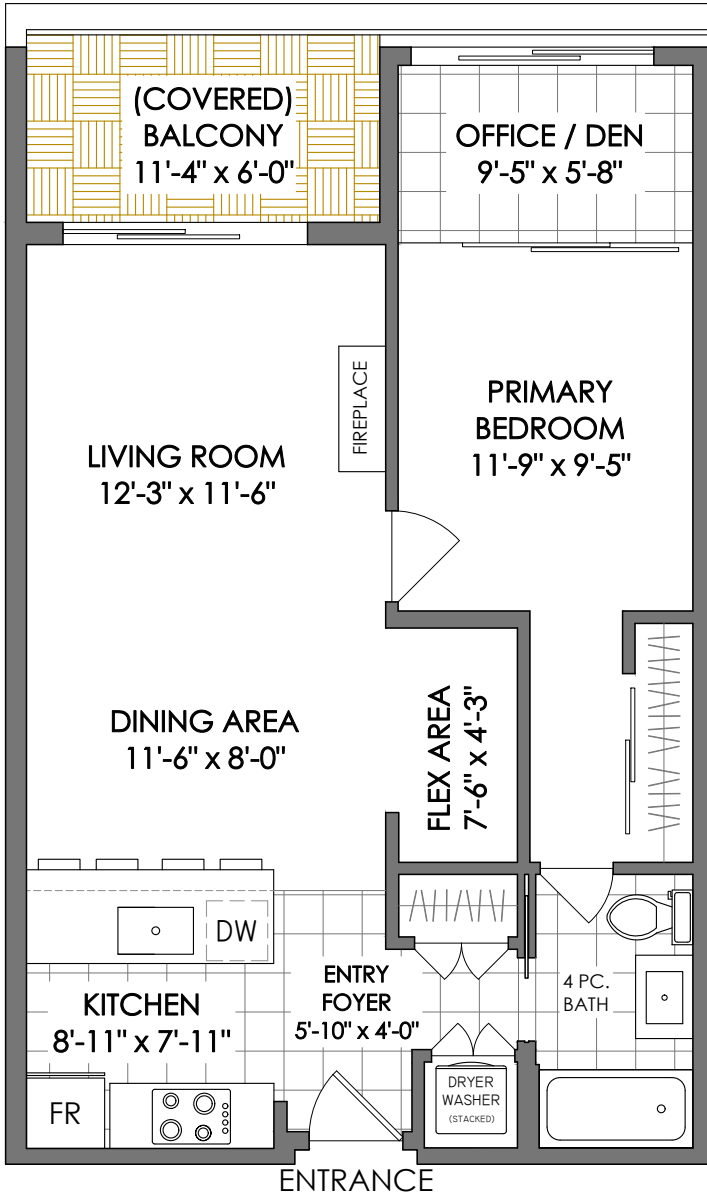 (COVERED)
BALCONY
11'-4" x 6'-0"
OFFICE / DEN
9'-5" x 5'-8"
FIREPLACE
PRIMARY
BEDROOM
11'-9" x 9'-5"
LIVING ROOM
12'-3" x 11'-6"
DINING AREA
11'-6" x 8'-0"
FLEX AREA
7'-6" x 4'-3"
DW
KITCHEN
8'-11" x 7'-11"
ENTRY
FOYER
5'-10" x 4'-0"
4 PC.
BATH
FR
DRYER
WASHER
(STACKED)
ENTRANCE